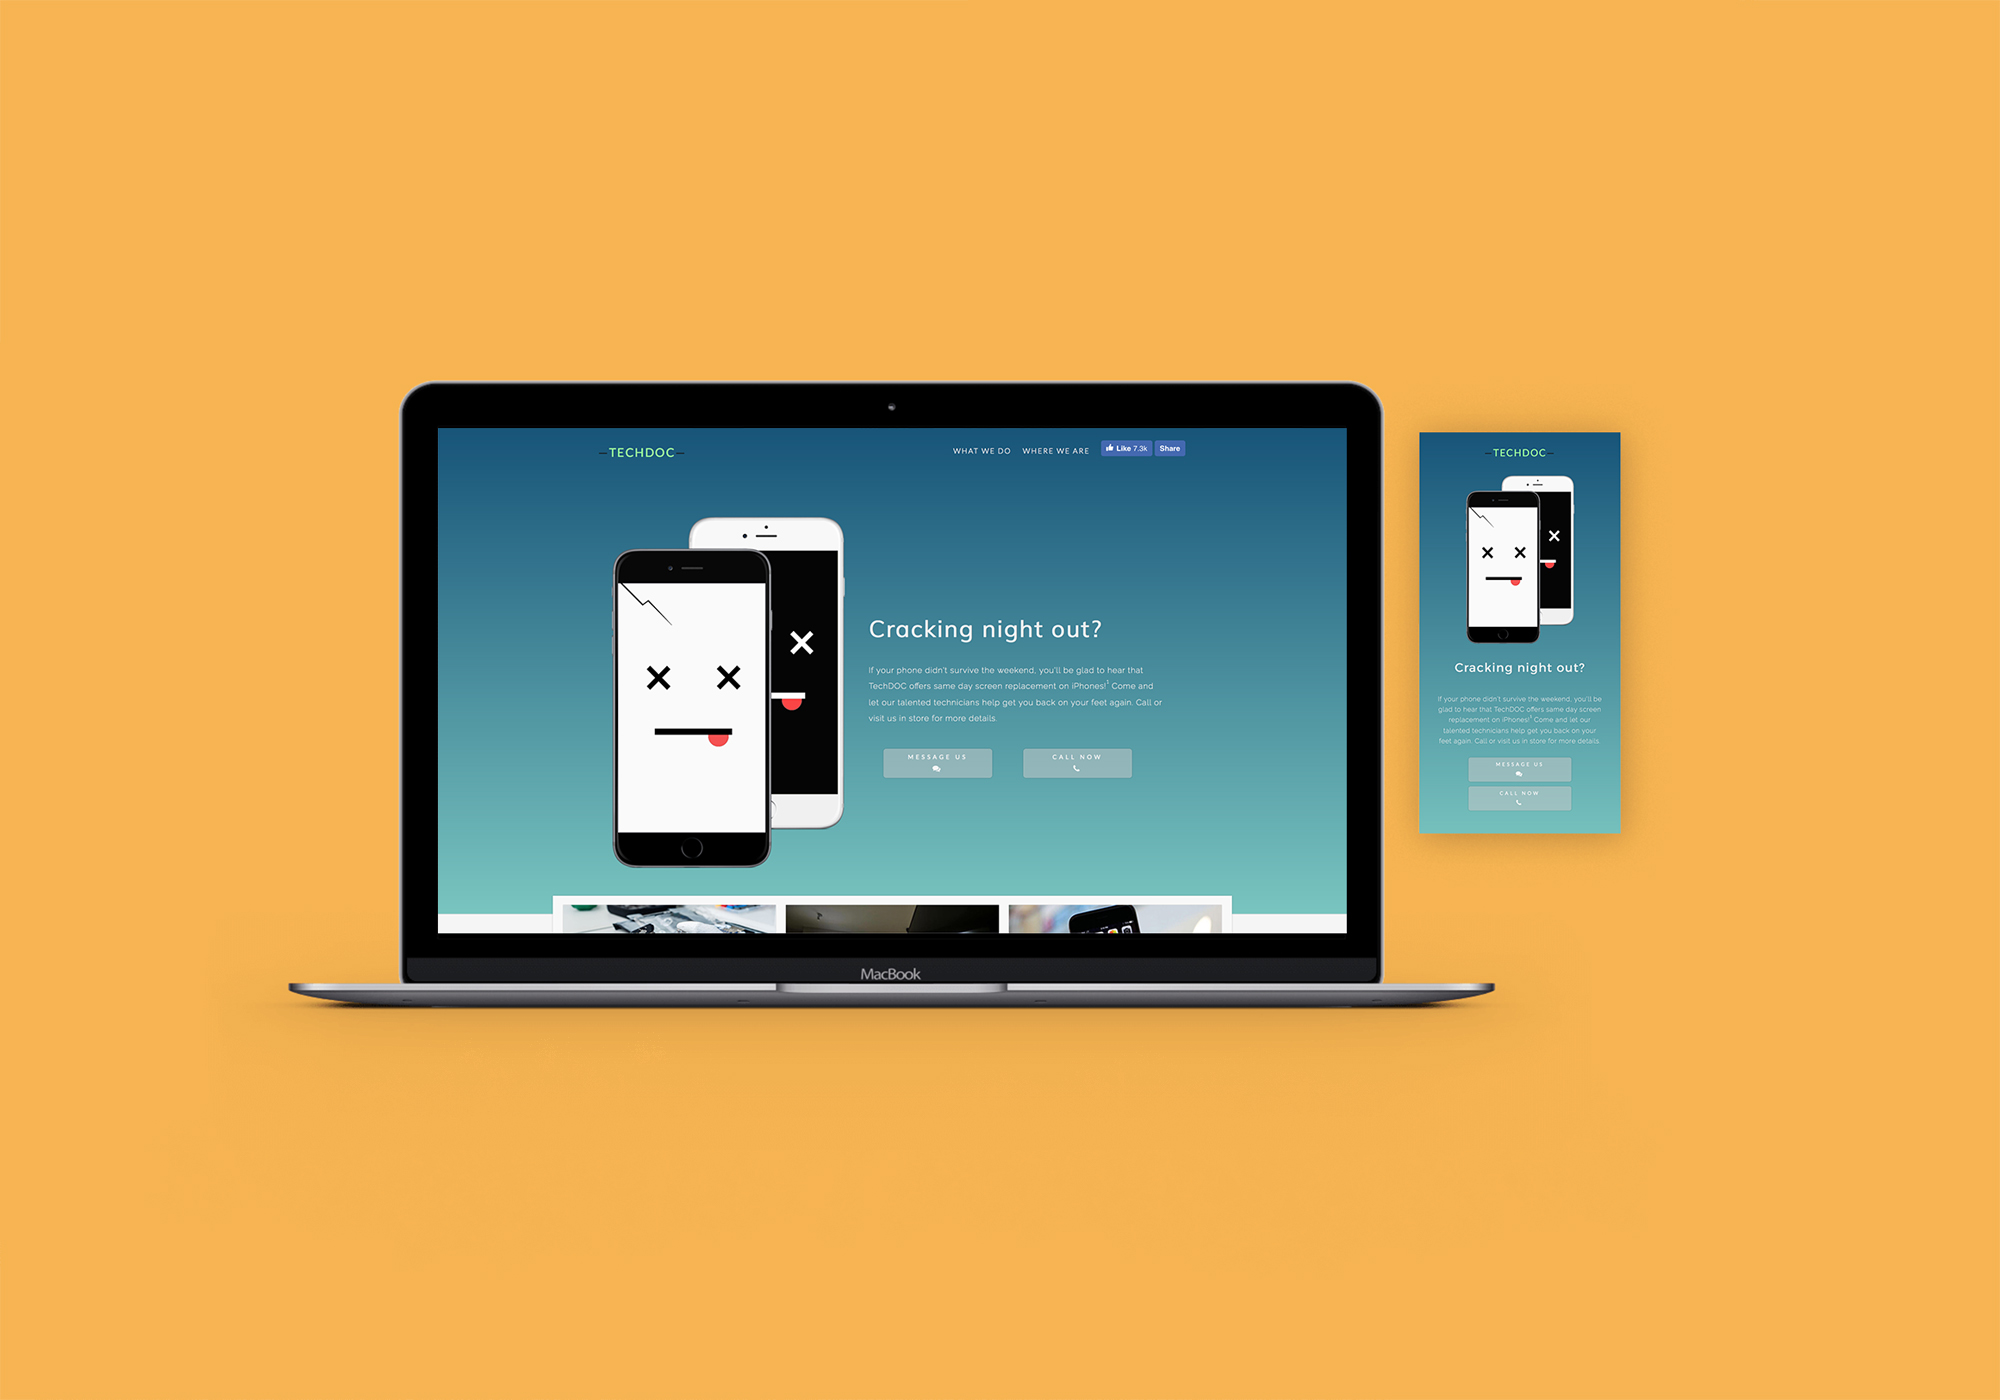 —TECHDOC—
WHAT WE DO WHERE WE ARE Like 7.3k Share
Cracking night out?
If your phone didn't survive the weekend, you'll be glad to hear that
TechDOC offers same day screen replacement on iPhones!¹ Come and
let our talented technicians help get you back on your feet again. Call or
visit us in store for more details.
MESSAGE US CALL NOW
MacBook
—TECHDOC—
Cracking night out?
If your phone didn't survive the weekend, you'll be
glad to hear that TechDOC offers same day screen
replacement on iPhones!¹ Come and let our
talented technicians help get you back on your
feet again. Call or visit us in store for more details.
MESSAGE US
CALL NOW